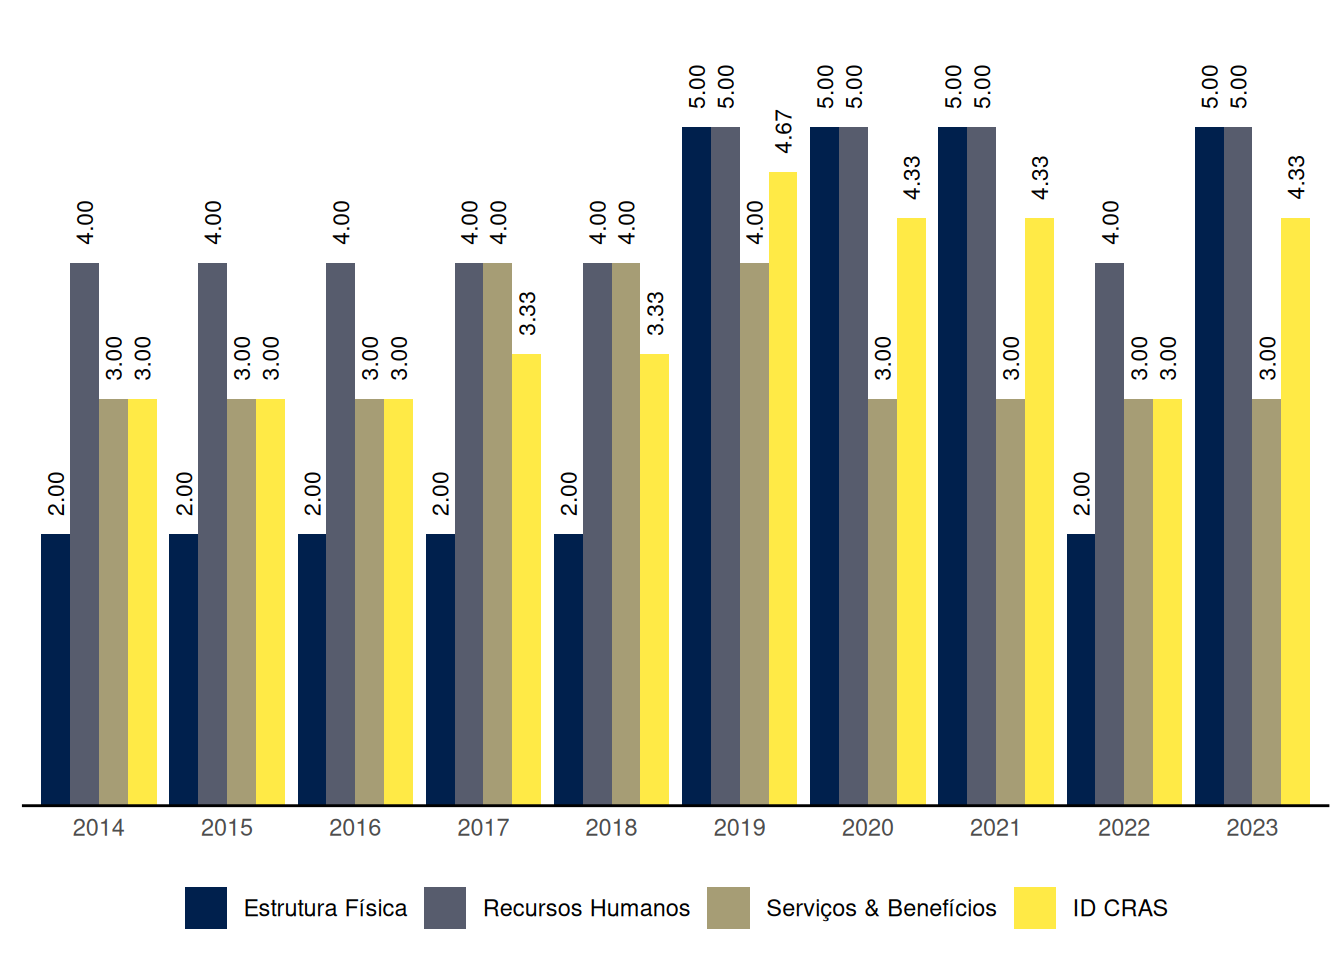 5.00 5.00 5.00 5.00 5.00 5.00 5.00 5.00
4.67
4.33 4.33 4.33
4.00 4.00 4.00 4.00 4.00 4.00 4.00 4.00 4.00
3.33 3.33
3.00 3.00 3.00 3.00 3.00 3.00 3.00 3.00 3.00 3.00 3.00
2.00 2.00 2.00 2.00 2.00 2.00
2014 2015 2016 2017 2018 2019 2020 2021 2022 2023
Estrutura Física Recursos Humanos Serviços & Benefícios ID CRAS